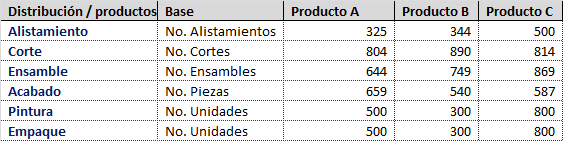 Distribución / productos Base Producto A Producto B Producto C
Alistamiento No. Alistamientos 325 344 500
Corte No. Cortes 804 890 814
Ensamble No. Ensambles 644 749 869
Acabado No. Piezas 659 540 587
Pintura No. Unidades 500 300 800
Empaque No. Unidades 500 300 800